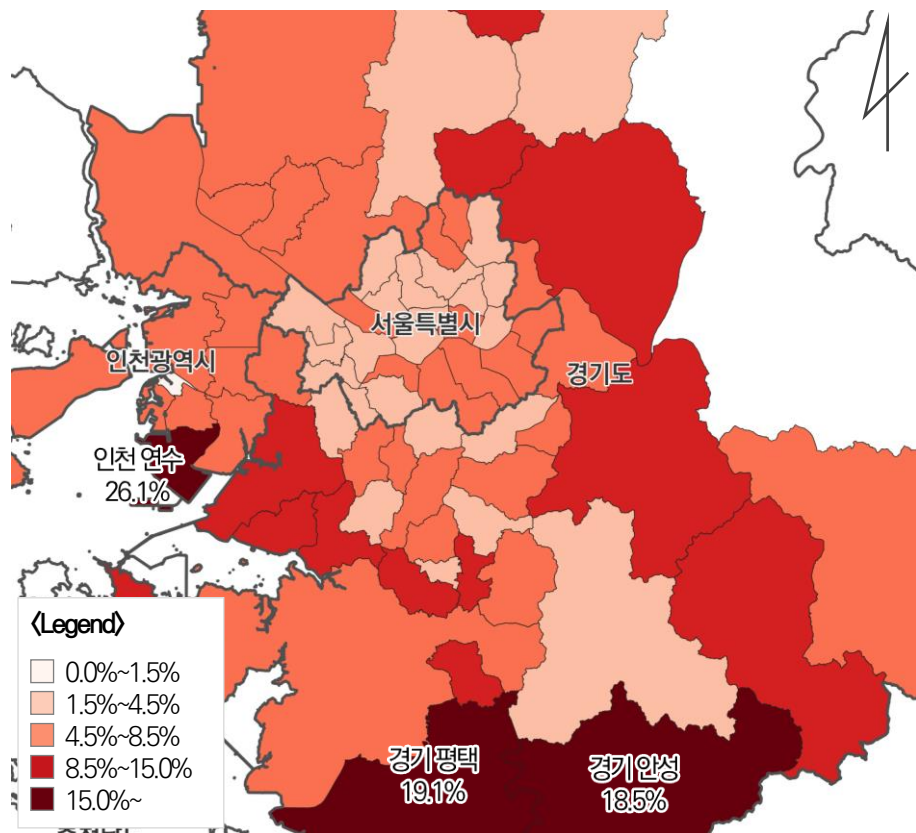 서울특별시
인천광역시
경기도
인천 연수
26.1%
〈Legend〉
0.0%~1.5%
1.5%~4.5%
4.5%~8.5%
8.5%~15.0%
15.0%~
경기 평택
19.1%
경기 안성
18.5%